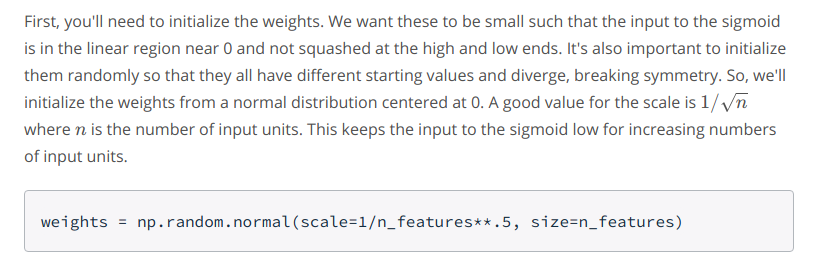 First, you'll need to initialize the weights. We want these to be small such that the input to the sigmoid
is in the linear region near 0 and not squashed at the high and low ends. It's also important to initialize
them randomly so that they all have different starting values and diverge, breaking symmetry. So, we'll
initialize the weights from a normal distribution centered at 0. A good value for the scale is 1/√n
where n is the number of input units. This keeps the input to the sigmoid low for increasing numbers
of input units.
weights = np.random.normal(scale=1/n_features**.5, size=n_features)